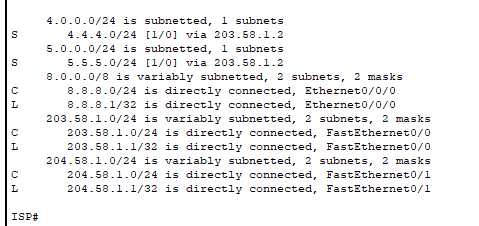 4.0.0.0/24 is subnetted, 1 subnets
S 4.4.4.0/24 [1/0] via 203.58.1.2
5.0.0.0/24 is subnetted, 1 subnets
S 5.5.5.0/24 [1/0] via 203.58.1.2
8.0.0.0/8 is variably subnetted, 2 subnets, 2 masks
C 8.8.8.0/24 is directly connected, Ethernet0/0/0
L 8.8.8.1/32 is directly connected, Ethernet0/0/0
203.58.1.0/24 is variably subnetted, 2 subnets, 2 masks
C 203.58.1.0/24 is directly connected, FastEthernet0/0
L 203.58.1.1/32 is directly connected, FastEthernet0/0
204.58.1.0/24 is variably subnetted, 2 subnets, 2 masks
C 204.58.1.0/24 is directly connected, FastEthernet0/1
L 204.58.1.1/32 is directly connected, FastEthernet0/1
ISP#